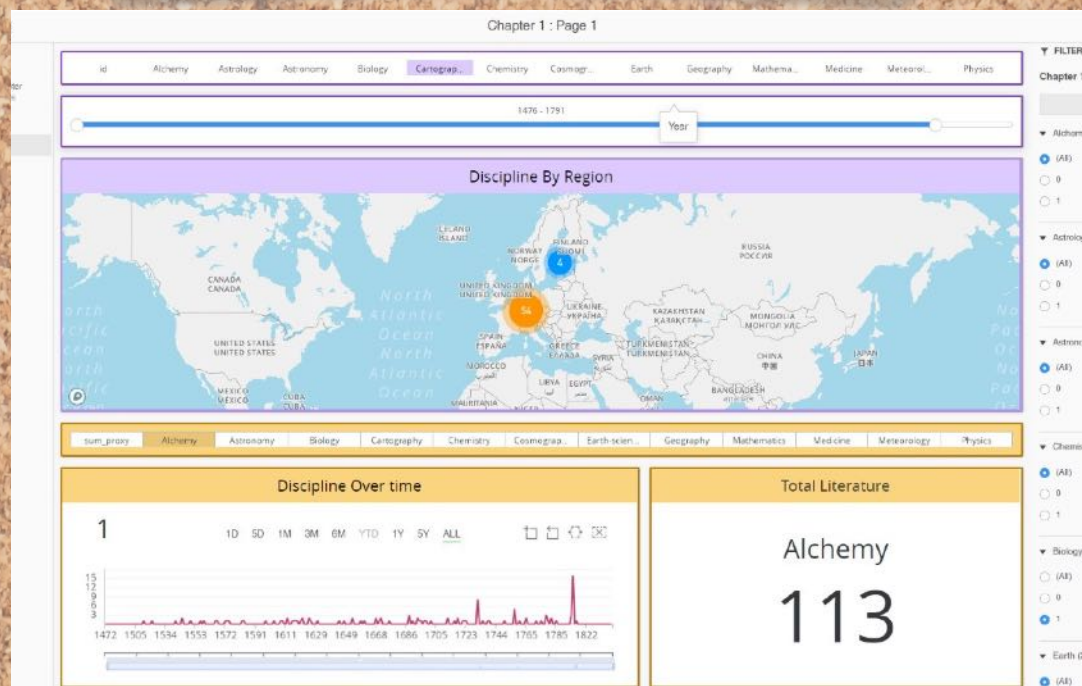 Chapter 1 : Page 1
FILTER
Chapter 1
id Alchemy Astrology Astronomy Biology Cartograp... Chemistry Cosmogr... Earth Geography Mathema... Medicine Meteorol... Physics
1476 - 1791
Year
Discipline By Region
ICELAND
ÍSLAND
FINLAND
SUOMI
NORWAY
NORGE
4
RUSSIA
РОССИЯ
CANADA
CANADA
UNITED KINGDOM
UNITED KINGDOM
54
UKRAINE
УКРАЇНА
KAZAKHSTAN
ҚАЗАҚСТАН
MONGOLIA
МОНГОЛ УЛС
North
Atlantic
Ocean
North
Atlantic
Ocean
UNITED STATES
UNITED STATES
SPAIN
ESPAÑA
GREECE
ΕΛΛΑΔΑ
SYRIA
TURKMENISTAN
TÜRKMENISTAN
CHINA
中国
JAPAN
日本
MOROCCO
LIBYA
EGYPT
MEXICO
MÉXICO
CUBA
CUBA
MAURITANIA
NIGER
OMAN
BANGLADESH
sum_proxy Alchemy Astronomy Biology Cartography Chemistry Cosmograp... Earth-scien... Geography Mathematics Medicine Meteorology Physics
Discipline Over time
1
1D 5D 1M 3M 6M YTD 1Y 5Y ALL
15
12
9
6
3
1472 1505 1534 1553 1572 1591 1611 1629 1649 1668 1686 1705 1723 1744 1765 1785 1822
Total Literature
Alchemy
113
Alchem
(All)
0
1
Astrolog
(All)
0
1
Astrono
(All)
0
1
Chemis
(All)
0
1
Biology
(All)
0
1
Earth (
(All)